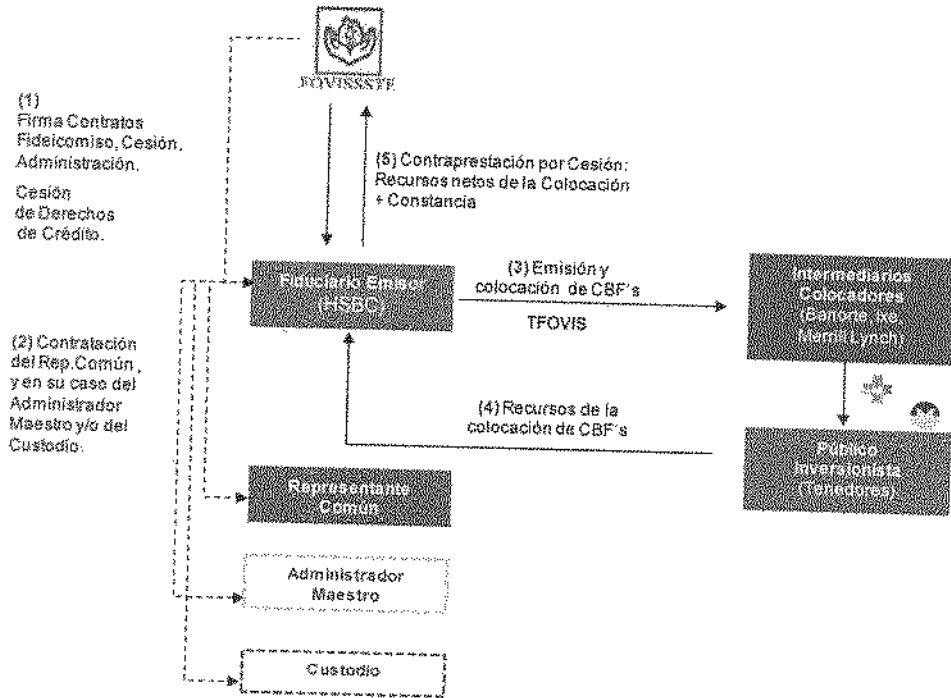 FOVISSSTE
(1)
Firma Contratos
Fideicomiso, Cesión,
Administración.
Cesión
de Derechos
de Crédito.
(5) Contraprestación por Cesión:
Recursos netos de la Colocación
+ Constancia
Fiduciario Emisor
(HSBC)
(3) Emisión y
colocación de CBF´s
TFOVIS
Intermediarios
Colocadores
(Banorte, Ixe,
Merrill Lynch)
(2) Contratación
del Rep.Común,
y en su caso del
Administrador
Maestro y/o del
Custodio.
(4) Recursos de la
colocación de CBF´s
Público
Inversionista
(Tenedores)
Representante
Común
Administrador
Maestro
Custodio